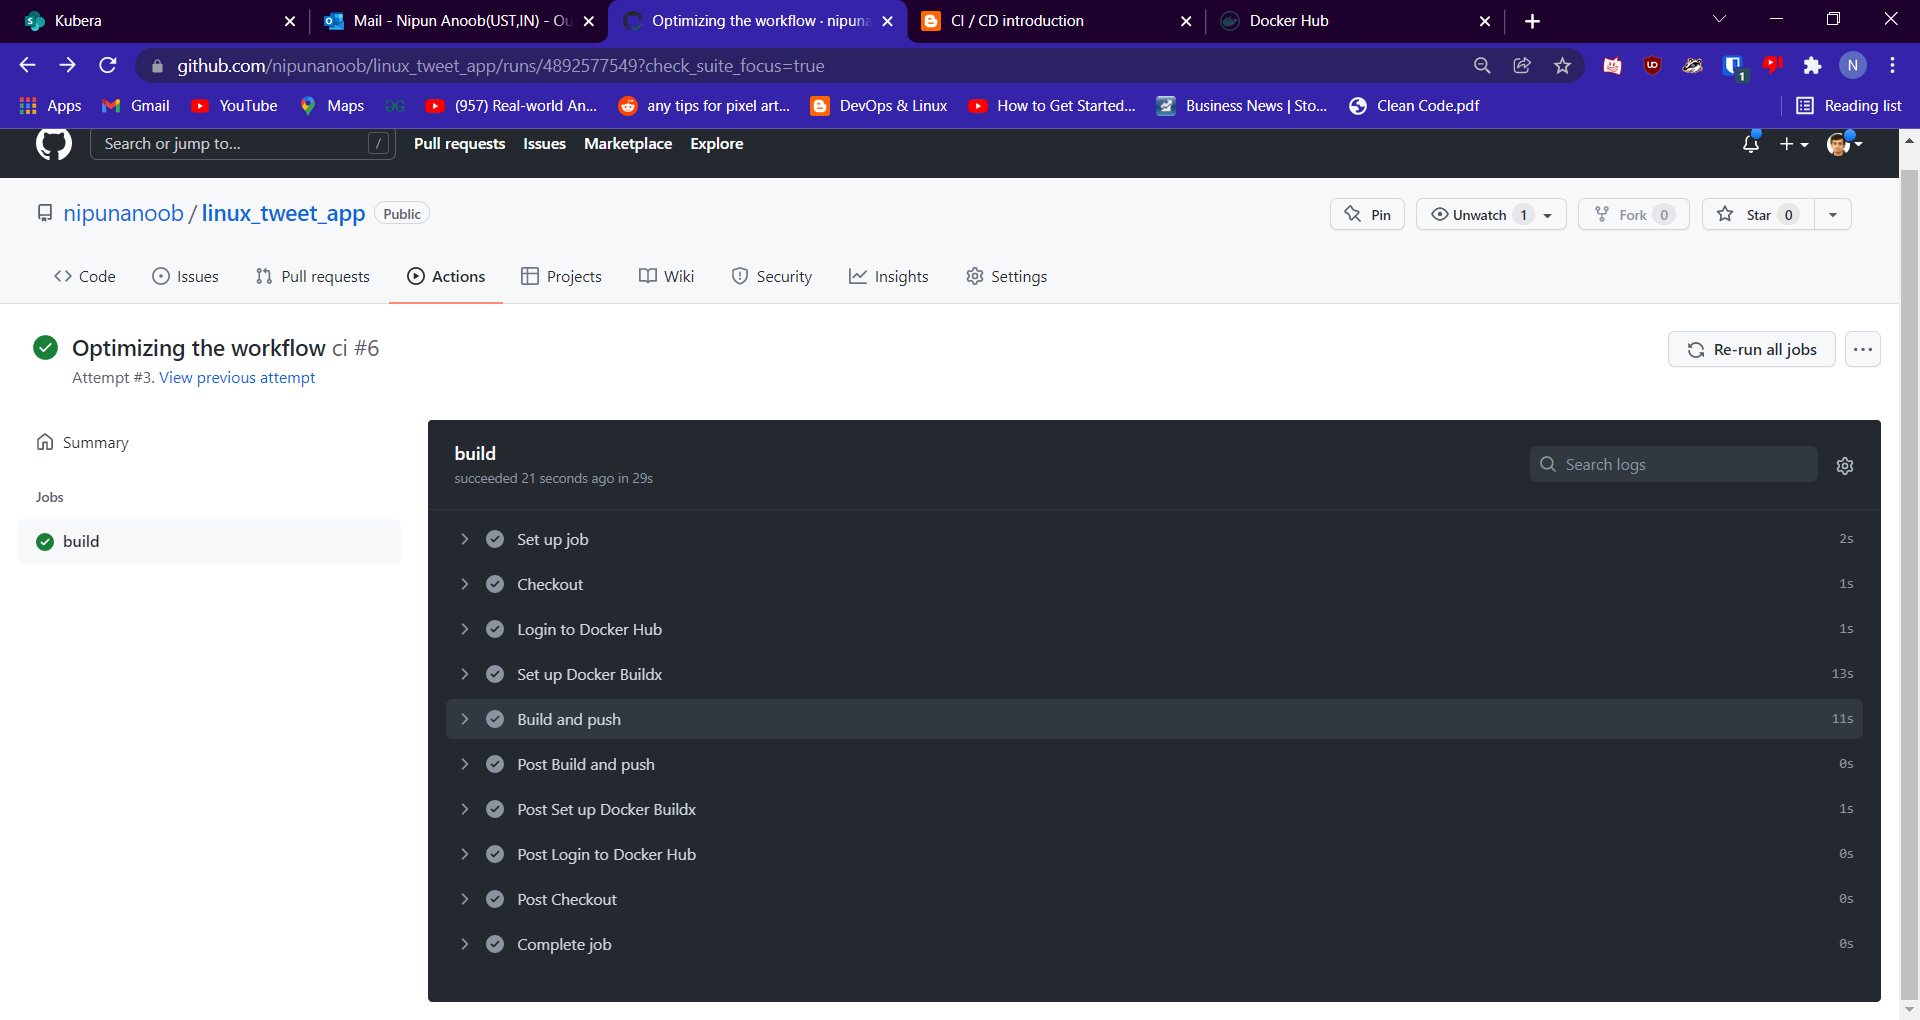 Kubera
Mail - Nipun Anoob(UST,IN) - Ou
Optimizing the workflow · nipuna
CI / CD introduction
Docker Hub
github.com/nipunanoob/linux_tweet_app/runs/4892577549?check_suite_focus=true
1
N
Apps
Gmail
YouTube
Maps
(957) Real-world An...
any tips for pixel art...
DevOps & Linux
How to Get Started...
Business News | Sto...
Clean Code.pdf
Reading list
Search or jump to...
/
Pull requests
Issues
Marketplace
Explore
nipunanoob / linux_tweet_app
Public
Pin
Unwatch 1
Fork 0
Star 0
Code
Issues
Pull requests
Actions
Projects
Wiki
Security
Insights
Settings
Optimizing the workflow ci #6
Attempt #3. View previous attempt
Re-run all jobs
Summary
Jobs
build
build
succeeded 21 seconds ago in 29s
Search logs
Set up job 2s
Checkout 1s
Login to Docker Hub 1s
Set up Docker Buildx 13s
Build and push 11s
Post Build and push 0s
Post Set up Docker Buildx 1s
Post Login to Docker Hub 0s
Post Checkout 0s
Complete job 0s